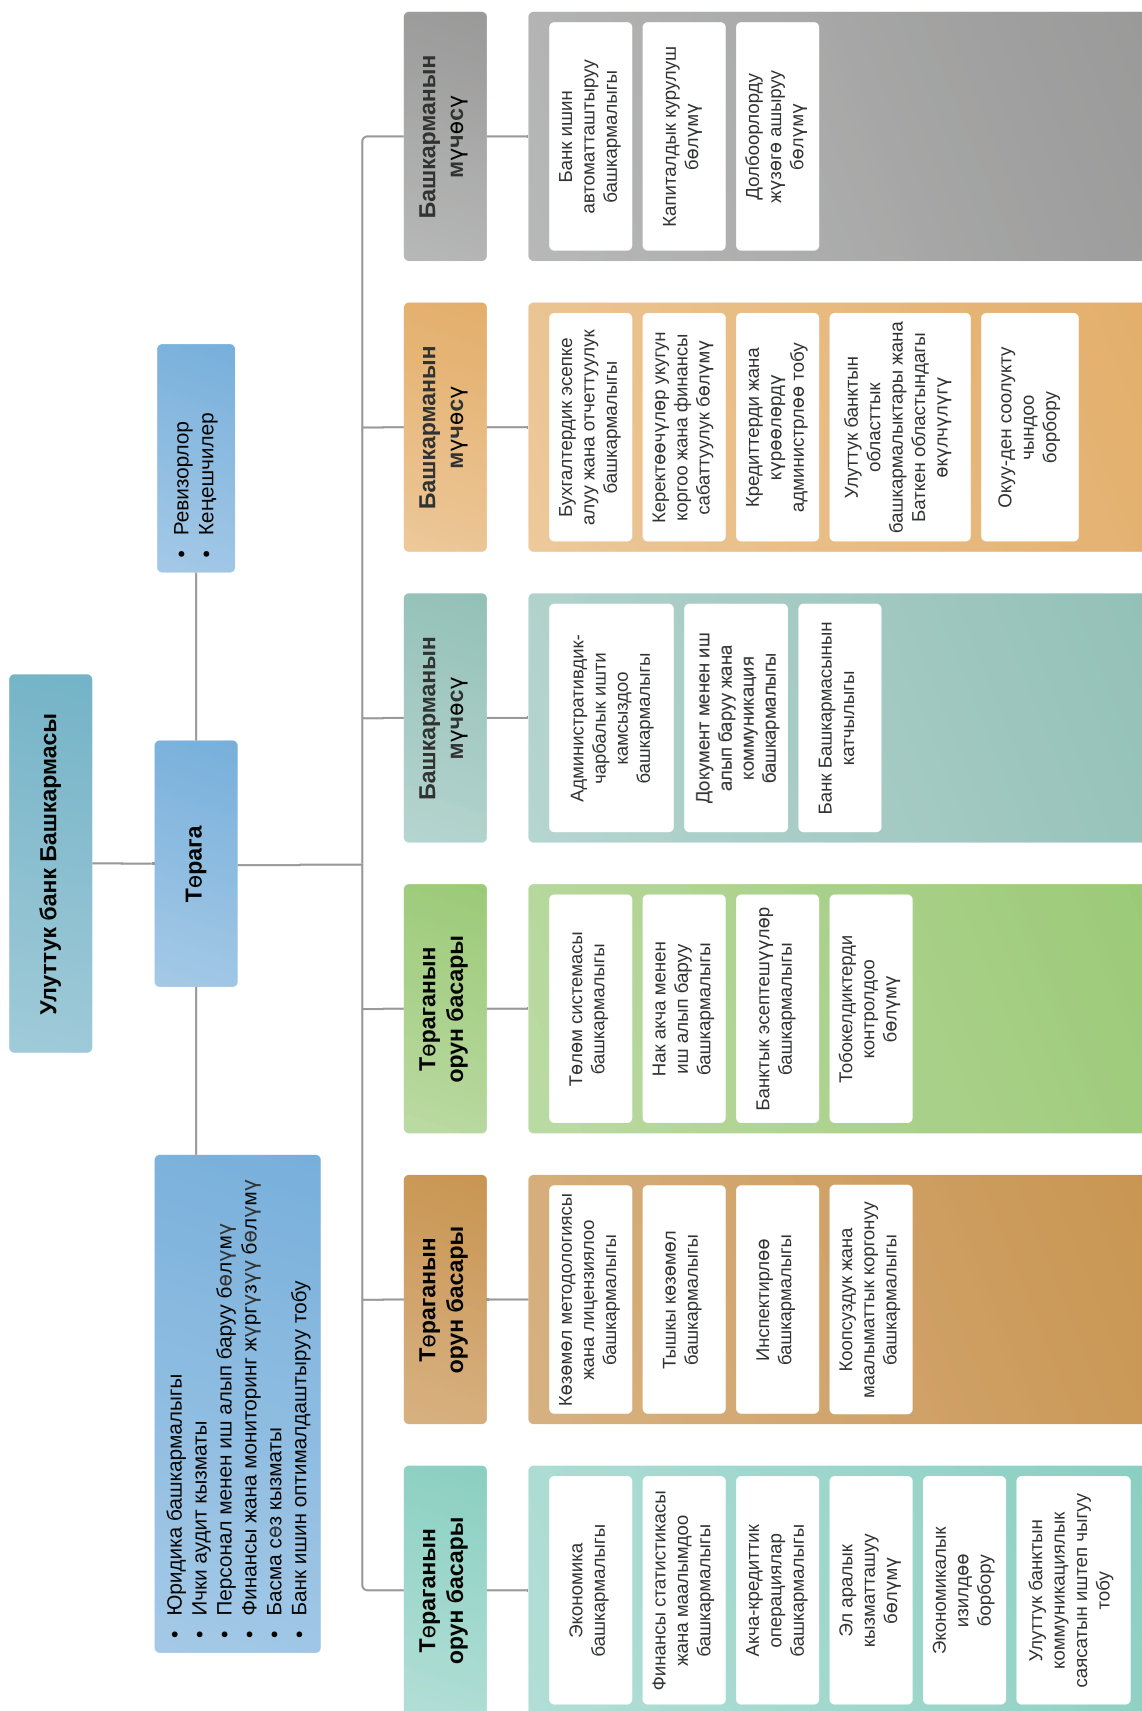 Улуттук банк Башкармасы
Төрага
• Юридика башкармалыгы
• Ички аудит кызматы
• Персонал менен иш алып баруу бөлүмү
• Финансы жана мониторинг жүргүзүү бөлүмү
• Басма сөз кызматы
• Банк ишин оптималдаштыруу тобу
• Ревизорлор
• Кеңешчилер
Төраганын
орун басары
Экономика
башкармалыгы
Финансы статистикасы
жана маалымдоо
башкармалыгы
Акча-кредиттик
операциялар
башкармалыгы
Эл аралык
кызматташуу
бөлүмү
Экономикалык
изилдөө
борбору
Улуттук банктын
коммуникациялык
саясатын иштеп чыгуу
тобу
Төраганын
орун басары
Көзөмөл методологиясы
жана лицензиялоо
башкармалыгы
Тышкы көзөмөл
башкармалыгы
Инспектирлөө
башкармалыгы
Коопсуздук жана
маалыматтык коргонуу
башкармалыгы
Төраганын
орун басары
Төлөм системасы
башкармалыгы
Нак акча менен
иш алып баруу
башкармалыгы
Банктык эсептешүүлөр
башкармалыгы
Тобокелдиктерди
контролдоо
бөлүмү
Башкарманын
мүчөсү
Административдик-
чарбалык ишти
камсыздоо
башкармалыгы
Документ менен иш
алып баруу жана
коммуникация
башкармалыгы
Банк Башкармасынын
катчылыгы
Башкарманын
мүчөсү
Бухгалтердик эсепке
алуу жана отчеттуулук
башкармалыгы
Керектөөчүлөр укугун
коргоо жана финансы
сабаттуулук бөлүмү
Кредиттерди жана
күрөөлөрдү
администрлөө тобу
Улуттук банктын
областтык
башкармалыктары жана
Баткен областындагы
өкүлчүлүгү
Окуу-ден соолукту
чындоо
борбору
Башкарманын
мүчөсү
Банк ишин
автоматташтыруу
башкармалыгы
Капиталдык курулуш
бөлүмү
Долбоорлорду
жүзөгө ашыруу
бөлүмү